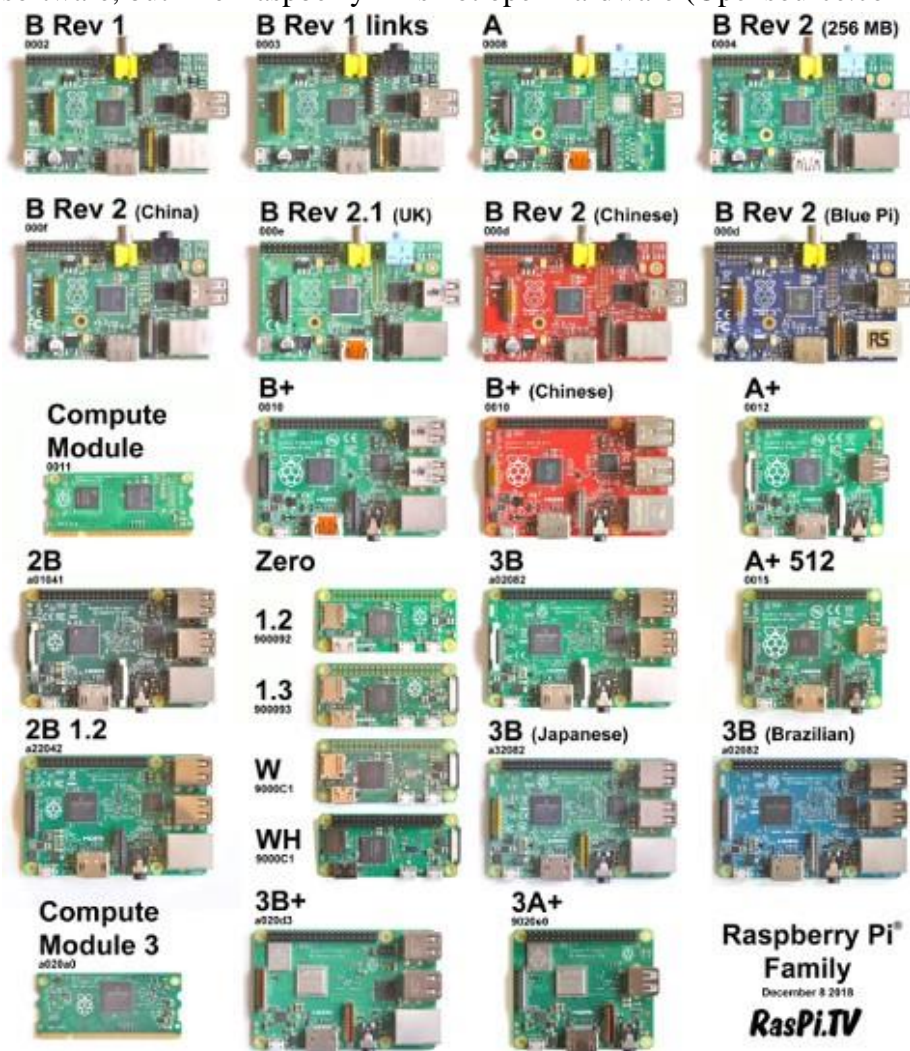 B Rev 1
0002
B Rev 1 links
0003
A
0008
B Rev 2 (256 MB)
0004
B Rev 2 (China)
000f
B Rev 2.1 (UK)
000e
B Rev 2 (Chinese)
000d
B Rev 2 (Blue Pi)
000d
RS
Compute
Module
0011
B+
0010
B+ (Chinese)
0010
A+
0012
2B
a01041
Zero
3B
a02082
A+ 512
0015
1.2
900092
1.3
900093
2B 1.2
a22042
W
9000C1
3B (Japanese)
a32082
3B (Brazilian)
a02082
WH
9000C1
Compute
Module 3
a020a0
3B+
a020d3
3A+
9020e0
Raspberry Pi®
Family
December 8 2018
RasPi.TV